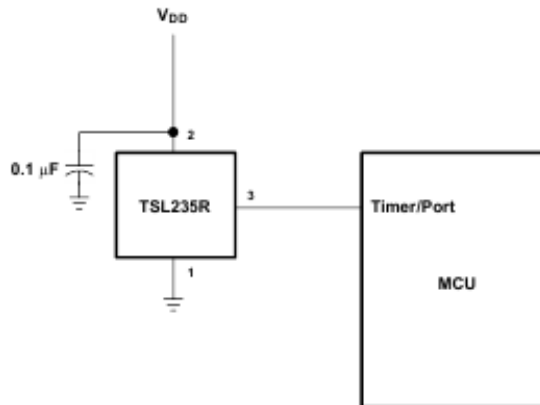 VDD
2
0.1 μF
TSL235R
3
Timer/Port
1
MCU